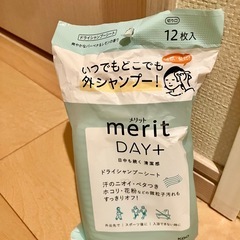 ドライシャンプーシート
12枚入
いつでもどこでも
外シャンプー!
メリット
merit
DAY+
日中も続く 清潔感
ドライシャンプーシート
汗のニオイ・ベタつき
ホコリ・花粉などの微粒子汚れも
すっきりオフ!